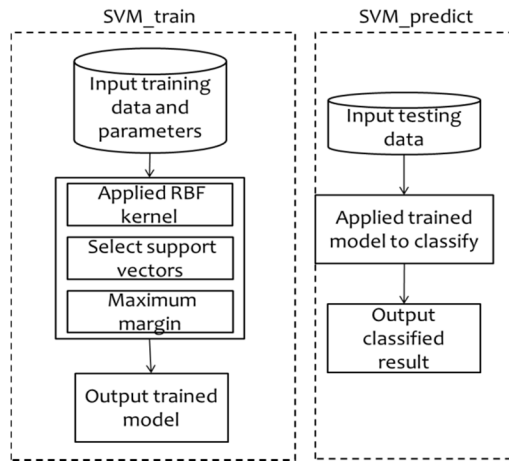 SVM_train
Input training
data and
parameters
Applied RBF
kernel
Select support
vectors
Maximum
margin
Output trained
model
SVM_predict
Input testing
data
Applied trained
model to classify
Output
classified
result